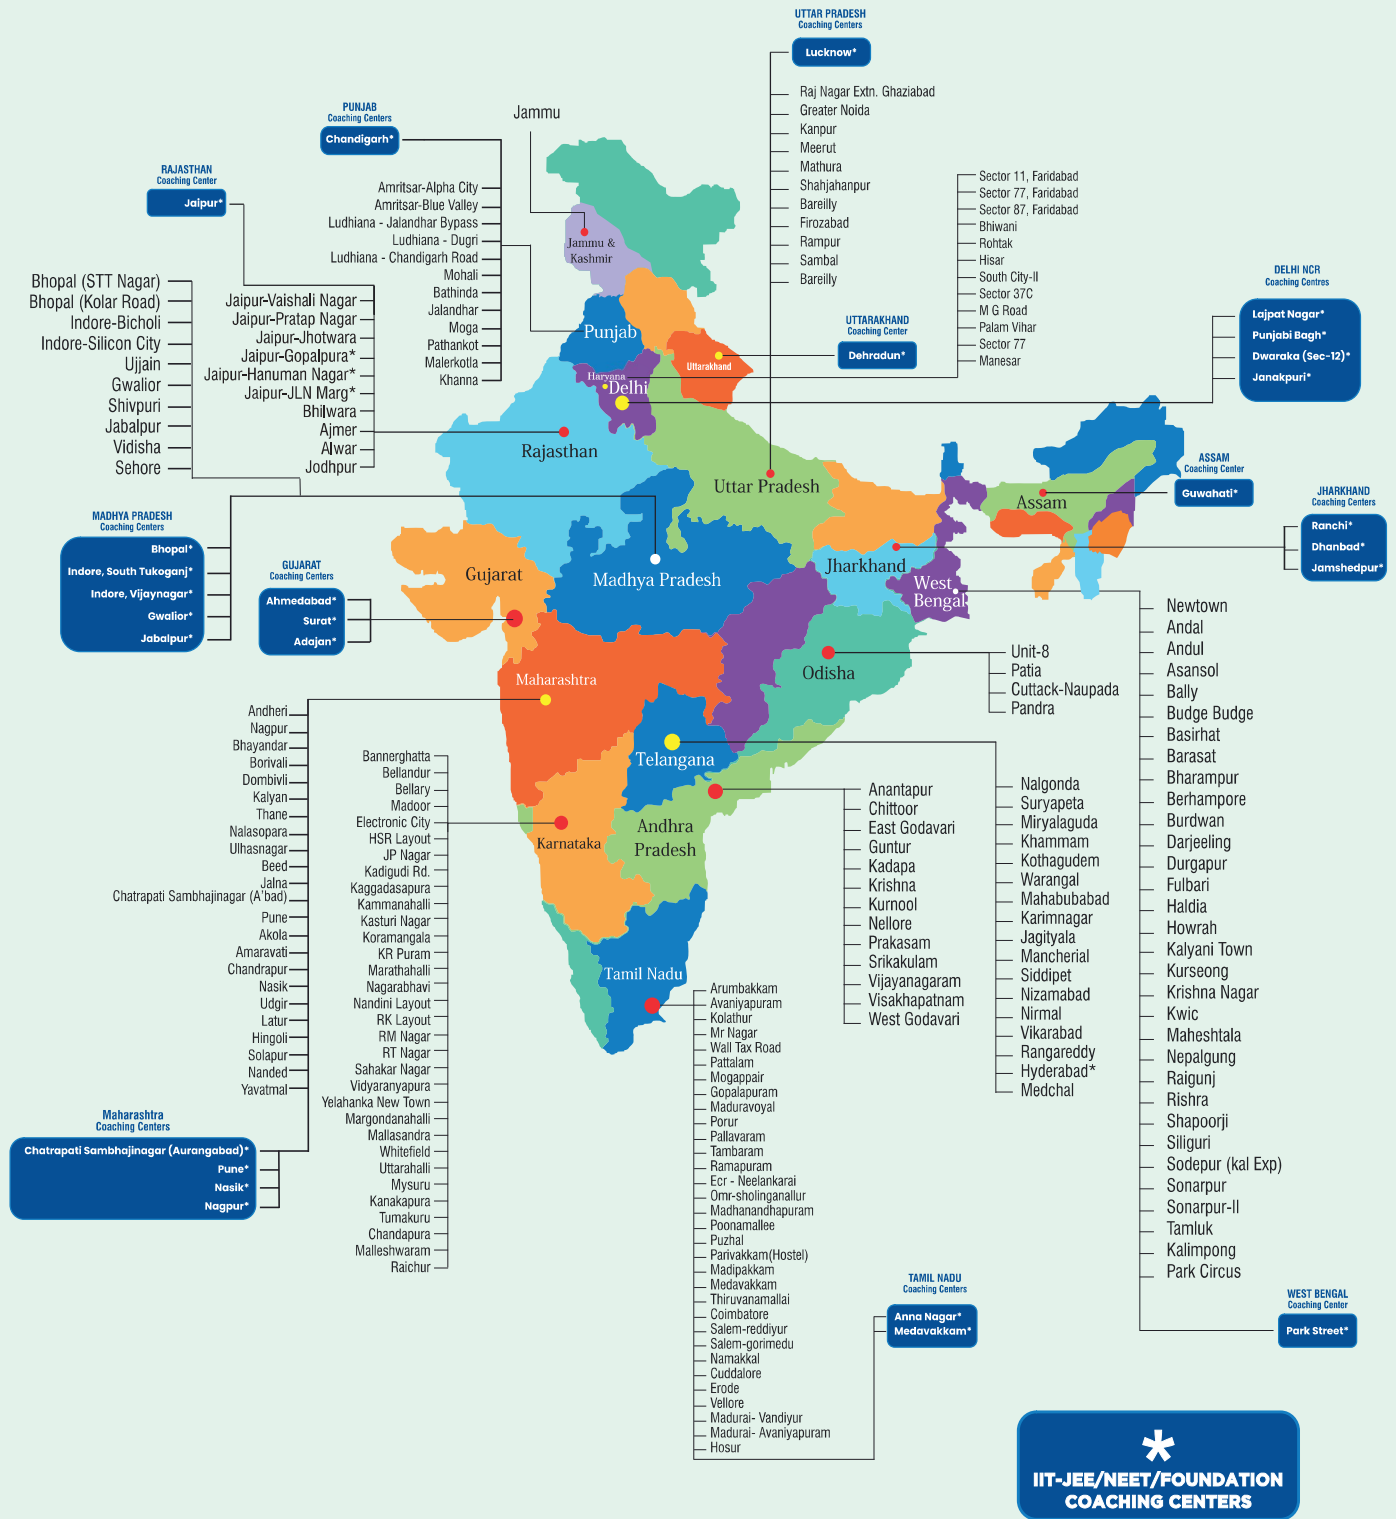 UTTAR PRADESH
Coaching Centers
Lucknow*
Raj Nagar Extn. Ghaziabad
Greater Noida
Kanpur
Meerut
Mathura
Shahjahanpur
Bareilly
Firozabad
Rampur
Sambal
Bareilly
PUNJAB
Coaching Centers
Chandigarh*
Amritsar-Alpha City
Amritsar-Blue Valley
Ludhiana - Jalandhar Bypass
Ludhiana - Dugri
Ludhiana - Chandigarh Road
Mohali
Bathinda
Jalandhar
Moga
Pathankot
Malerkotla
Khanna
Jammu
RAJASTHAN
Coaching Center
Jaipur*
Jaipur-Vaishali Nagar
Jaipur-Pratap Nagar
Jaipur-Jhotwara
Jaipur-Gopalpura*
Jaipur-Hanuman Nagar*
Jaipur-JLN Marg*
Bhilwara
Ajmer
Alwar
Jodhpur
Bhopal (STT Nagar)
Bhopal (Kolar Road)
Indore-Bicholi
Indore-Silicon City
Ujjain
Gwalior
Shivpuri
Jabalpur
Vidisha
Sehore
MADHYA PRADESH
Coaching Centers
Bhopal*
Indore, South Tukoganj*
Indore, Vijaynagar*
Gwalior*
Jabalpur*
GUJARAT
Coaching Centers
Ahmedabad*
Surat*
Adajan*
Sector 11, Faridabad
Sector 77, Faridabad
Sector 87, Faridabad
Bhiwani
Rohtak
Hisar
South City-II
Sector 37C
M G Road
Palam Vihar
Sector 77
Manesar
UTTARAKHAND
Coaching Center
Dehradun*
DELHI NCR
Coaching Centres
Lajpat Nagar*
Punjabi Bagh*
Dwaraka (Sec-12)*
Janakpuri*
ASSAM
Coaching Center
Guwahati*
JHARKHAND
Coaching Centers
Ranchi*
Dhanbad*
Jamshedpur*
Jammu &
Kashmir
Punjab
Uttarakhand
Haryana
Delhi
Rajasthan
Uttar Pradesh
Assam
Gujarat
Madhya Pradesh
Jharkhand
West
Bengal
Maharashtra
Odisha
Telangana
Andhra
Pradesh
Karnataka
Tamil Nadu
Unit-8
Patia
Cuttack-Naupada
Pandra
Andheri
Nagpur
Bhayandar
Borivali
Dombivli
Kalyan
Thane
Nalasopara
Ulhasnagar
Beed
Jalna
Chatrapati Sambhajinagar (A'bad)
Pune
Akola
Amaravati
Chandrapur
Nasik
Udgir
Latur
Hingoli
Solapur
Nanded
Yavatmal
Maharashtra
Coaching Centers
Chatrapati Sambhajinagar (Aurangabad)*
Pune*
Nasik*
Nagpur*
Bannerghatta
Bellandur
Bellary
Madoor
Electronic City
HSR Layout
JP Nagar
Kadigudi Rd.
Kaggadasapura
Kammanahalli
Kasturi Nagar
Koramangala
KR Puram
Marathahalli
Nagarabhavi
Nandini Layout
RK Layout
RM Nagar
RT Nagar
Sahakar Nagar
Vidyaranyapura
Yelahanka New Town
Margondanahalli
Mallasandra
Whitefield
Uttarahalli
Mysuru
Kanakapura
Tumakuru
Chandapura
Malleshwaram
Raichur
Arumbakkam
Avaniyapuram
Kolathur
Mr Nagar
Wall Tax Road
Pattalam
Mogappair
Gopalapuram
Maduravoyal
Porur
Pallavaram
Tambaram
Ramapuram
Ecr - Neelankarai
Omr-sholinganallur
Madhanandhapuram
Poonamallee
Puzhal
Parivakkam(Hostel)
Madipakkam
Medavakkam
Thiruvanamallai
Coimbatore
Salem-reddiyur
Salem-gorimedu
Namakkal
Cuddalore
Erode
Vellore
Madurai- Vandiyur
Madurai- Avaniyapuram
Hosur
TAMIL NADU
Coaching Centers
Anna Nagar*
Medavakkam*
Anantapur
Chittoor
East Godavari
Guntur
Kadapa
Krishna
Kurnool
Nellore
Prakasam
Srikakulam
Vijayanagaram
Visakhapatnam
West Godavari
Nalgonda
Suryapeta
Miryalaguda
Khammam
Kothagudem
Warangal
Mahabubabad
Karimnagar
Jagityala
Mancherial
Siddipet
Nizamabad
Nirmal
Vikarabad
Rangareddy
Hyderabad*
Medchal
Newtown
Andal
Andul
Asansol
Bally
Budge Budge
Basirhat
Barasat
Bharampur
Berhampore
Burdwan
Darjeeling
Durgapur
Fulbari
Haldia
Howrah
Kalyani Town
Kurseong
Krishna Nagar
Kwic
Maheshtala
Nepalgung
Raigunj
Rishra
Shapoorji
Siliguri
Sodepur (kal Exp)
Sonarpur
Sonarpur-II
Tamluk
Kalimpong
Park Circus
WEST BENGAL
Coaching Center
Park Street*
*
IIT-JEE/NEET/FOUNDATION
COACHING CENTERS